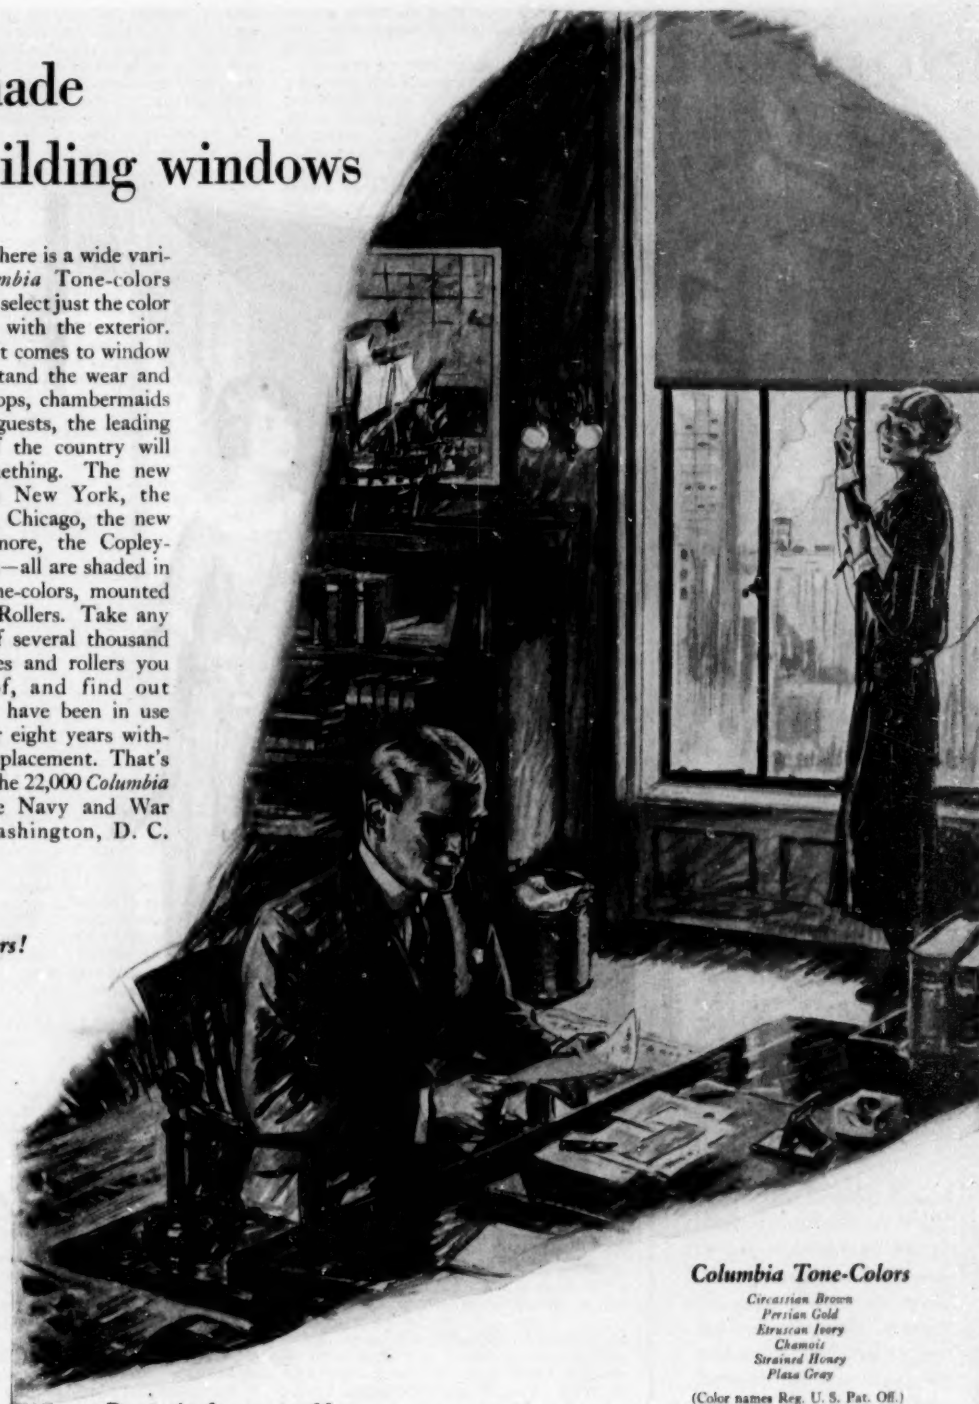 ade
ilding windows
here is a wide vari-
mbia Tone-colors
select just the color
with the exterior.
t comes to window
tand the wear and
ops, chambermaids
guests, the leading
f the country will
ething. The new
New York, the
Chicago, the new
nore, the Copley-
—all are shaded in
ne-colors, mounted
Rollers. Take any
f several thousand
es and rollers you
of, and find out
have been in use
r eight years with-
placement. That's
he 22,000 Columbia
e Navy and War
ashington, D. C.
rs!
Columbia Tone-Colors
Circassian Brown
Persian Gold
Etruscan Ivory
Chamois
Strained Honey
Plaza Gray
(Color names Reg. U. S. Pat. Off.)